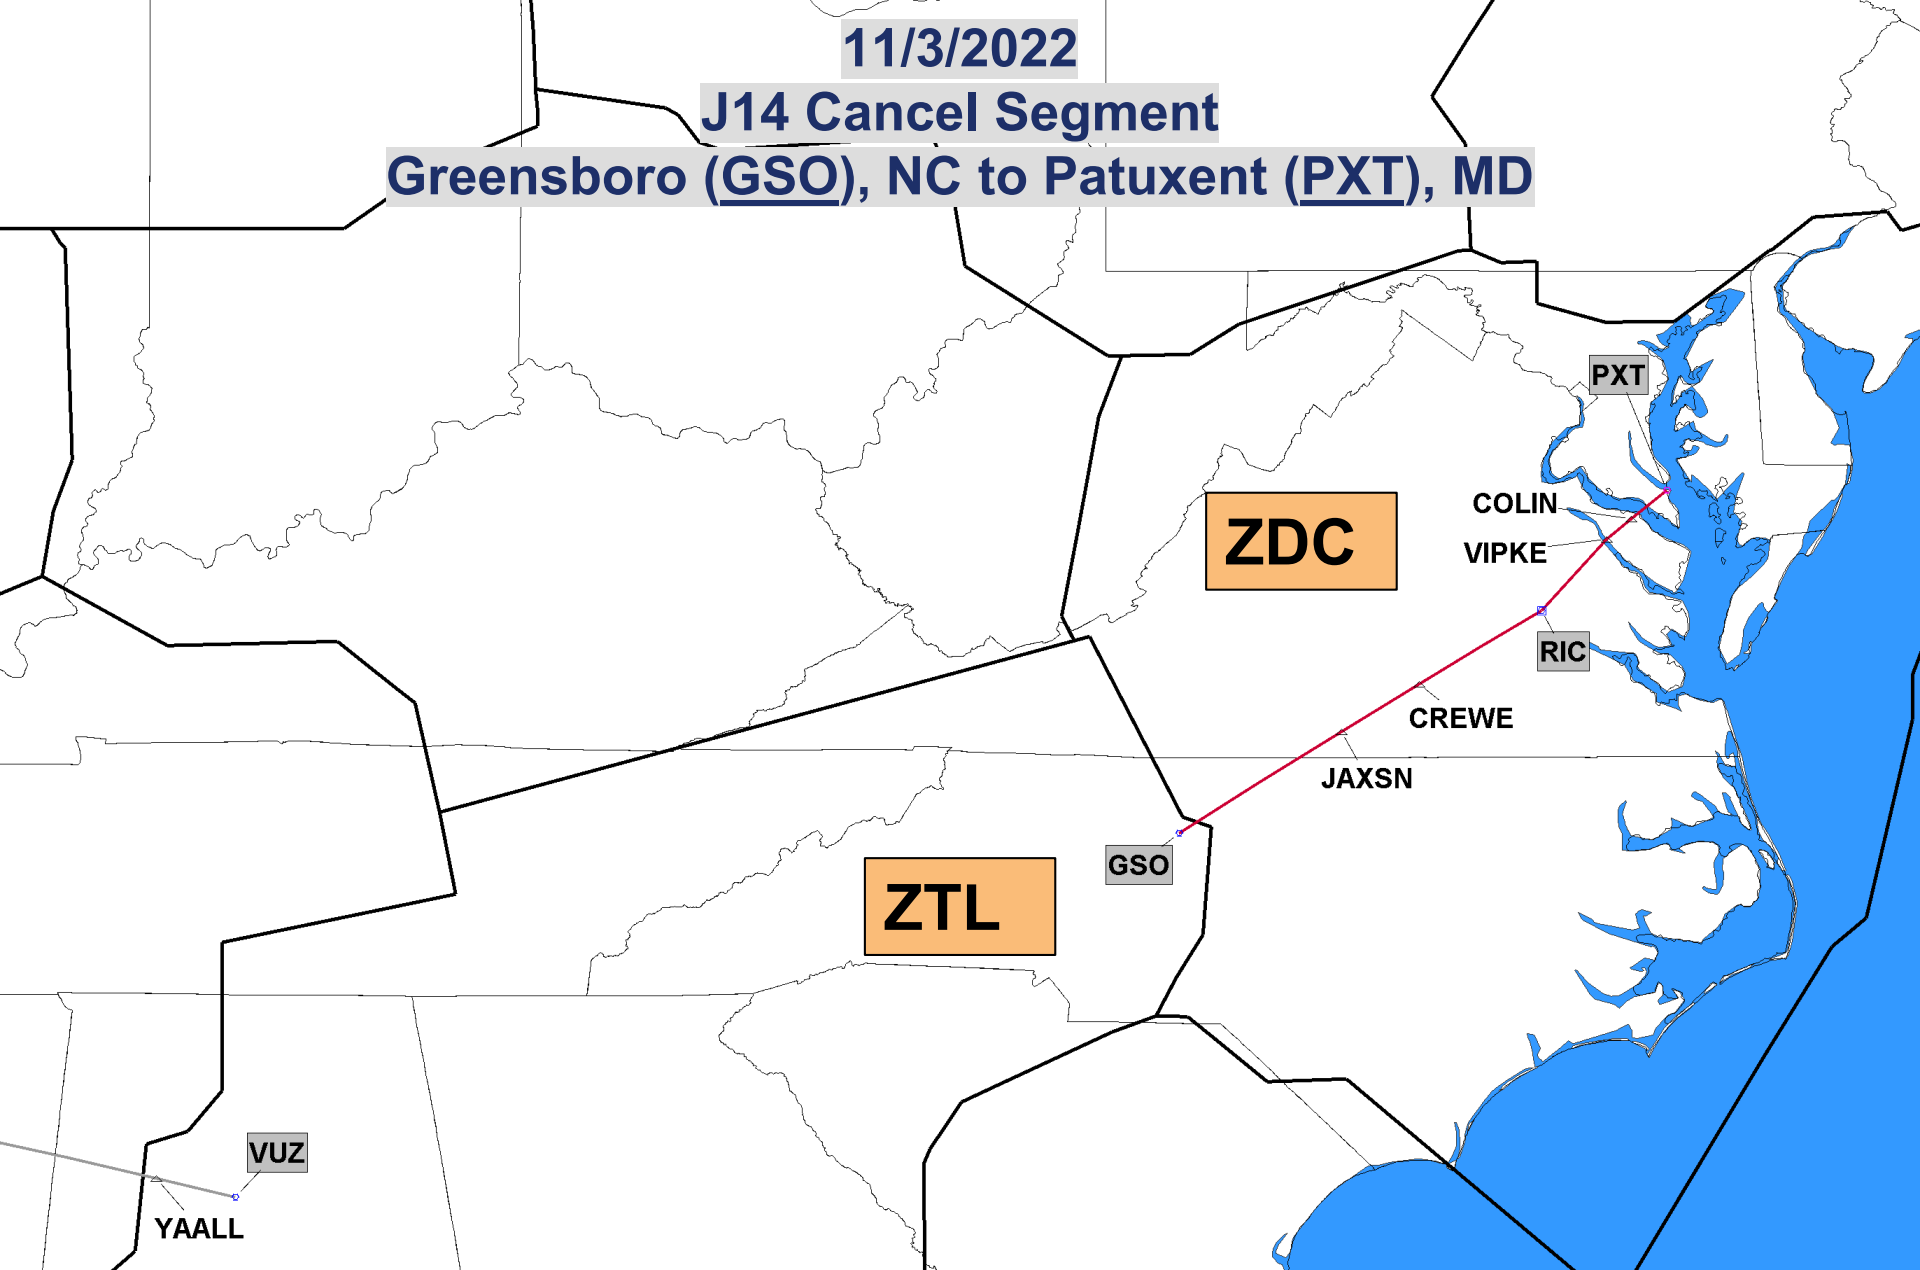 11/3/2022
J14 Cancel Segment
Greensboro (GSO), NC to Patuxent (PXT), MD
PXT
COLIN
ZDC
VIPKE
RIC
CREWE
JAXSN
GSO
ZTL
VUZ
YAALL